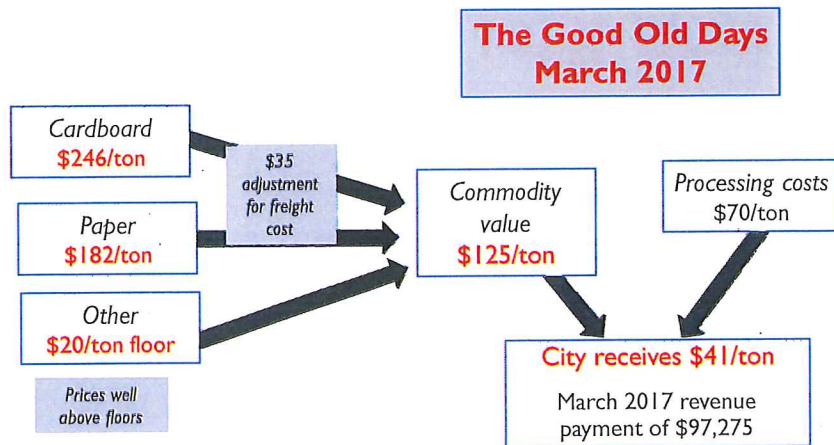 The Good Old Days
March 2017
Cardboard
$246/ton
$35
adjustment
for freight
cost
Paper
$182/ton
Other
$20/ton floor
Prices well
above floors
Commodity
value
$125/ton
Processing costs
$70/ton
City receives $41/ton
March 2017 revenue
payment of $97,275